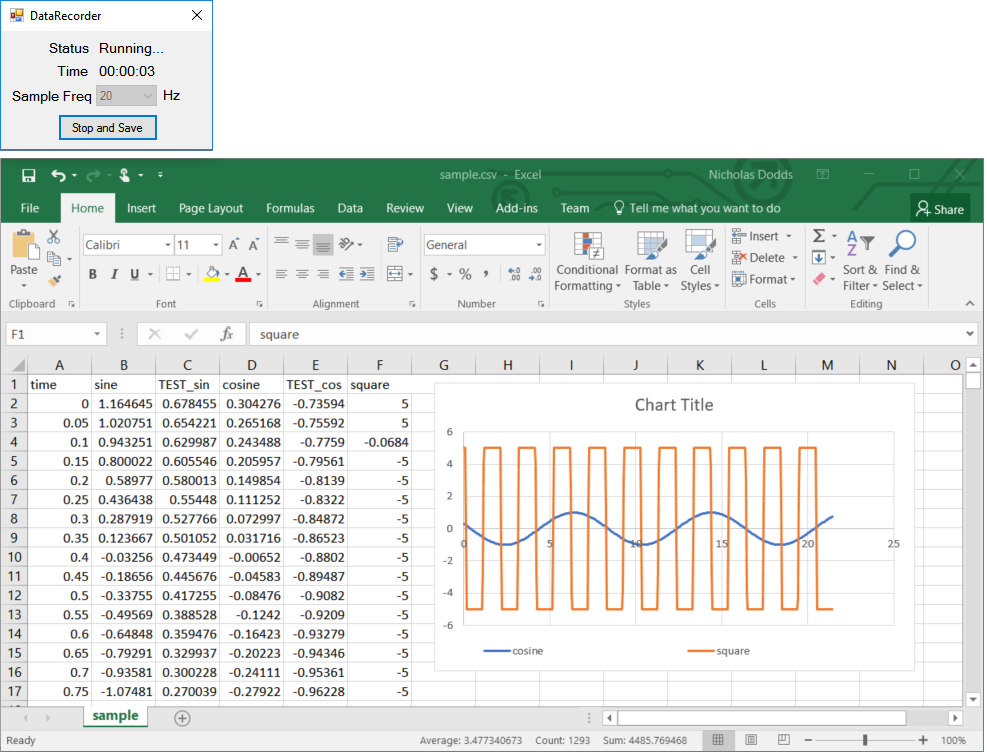 DataRecorder
Status Running...
Time 00:00:03
Sample Freq 20 Hz
Stop and Save
sample.csv - Excel
Nicholas Dodds
File Home Insert Page Layout Formulas Data Review View Add-ins Team Tell me what you want to do Share
Paste
Calibri 11
B I U A
General
$ % ,
Conditional Formatting
Format as Table
Cell Styles
Insert
Delete
Format
Sort & Filter
Find & Select
Clipboard Font Alignment Number Styles Cells Editing
F1 fx square
A B C D E F G H I J K L M N O
1 time sine TEST_sin cosine TEST_cos square
2 0 1.164645 0.678455 0.304276 -0.73594 5
3 0.05 1.020751 0.654221 0.265168 -0.75592 5
4 0.1 0.943251 0.629987 0.243488 -0.7759 -0.0684
5 0.15 0.800022 0.605546 0.205957 -0.79561 -5
6 0.2 0.58977 0.580013 0.149854 -0.8139 -5
7 0.25 0.436438 0.55448 0.111252 -0.8322 -5
8 0.3 0.287919 0.527766 0.072997 -0.84872 -5
9 0.35 0.123667 0.501052 0.031716 -0.86523 -5
10 0.4 -0.03256 0.473449 -0.00652 -0.8802 -5
11 0.45 -0.18656 0.445676 -0.04583 -0.89487 -5
12 0.5 -0.33755 0.417255 -0.08476 -0.9082 -5
13 0.55 -0.49569 0.388528 -0.1242 -0.9209 -5
14 0.6 -0.64848 0.359476 -0.16423 -0.93279 -5
15 0.65 -0.79291 0.329937 -0.20223 -0.94346 -5
16 0.7 -0.93581 0.300228 -0.24111 -0.95361 -5
17 0.75 -1.07481 0.270039 -0.27922 -0.96228 -5
Chart Title
6
4
2
0
-2
-4
-6
0 5 10 15 20 25
cosine square
sample
Ready Average: 3.477340673 Count: 1293 Sum: 4485.769468 100%